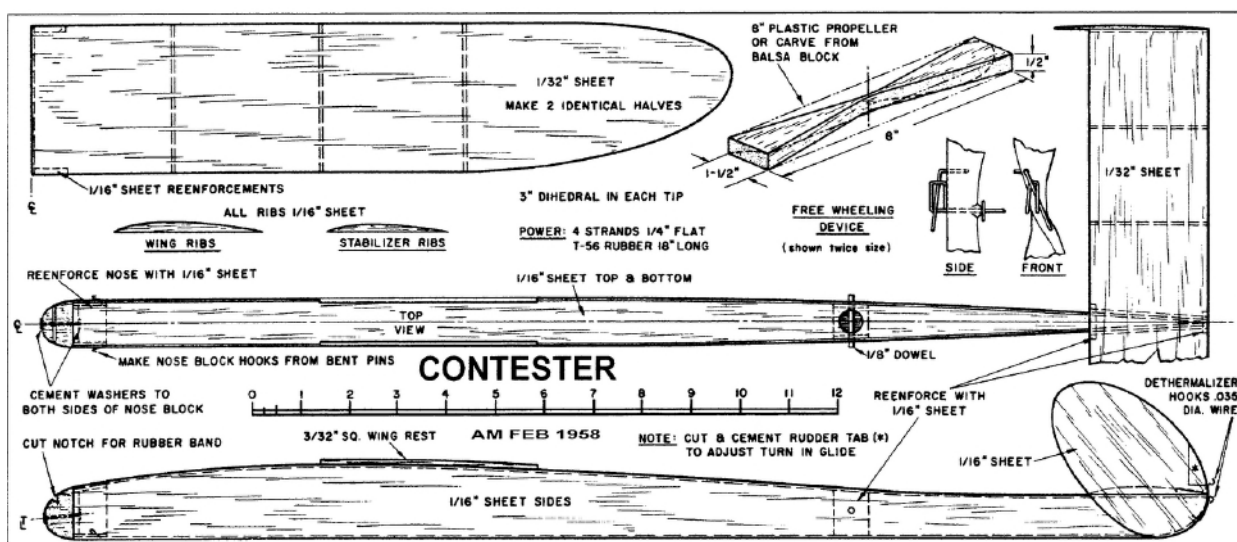 1/32" SHEET
MAKE 2 IDENTICAL HALVES
1/16" SHEET REENFORCEMENTS
ALL RIBS 1/16" SHEET
WING RIBS
STABILIZER RIBS
3" DIHEDRAL IN EACH TIP
POWER: 4 STRANDS 1/4" FLAT
T-56 RUBBER 18" LONG
8" PLASTIC PROPELLER
OR CARVE FROM
BALSA BLOCK
1/2"
8"
1-1/2"
FREE WHEELING
DEVICE
(shown twice size)
SIDE
FRONT
1/32" SHEET
REENFORCE NOSE WITH 1/16" SHEET
1/16" SHEET TOP & BOTTOM
TOP
VIEW
MAKE NOSE BLOCK HOOKS FROM BENT PINS
CEMENT WASHERS TO
BOTH SIDES OF NOSE BLOCK
CONTESTER
1/8" DOWEL
0 1 2 3 4 5 6 7 8 9 10 11 12
AM FEB 1958
REENFORCE WITH
1/16" SHEET
DETHERMALIZER
HOOKS .035
DIA. WIRE
CUT NOTCH FOR RUBBER BAND
3/32" SQ. WING REST
NOTE: CUT & CEMENT RUDDER TAB (*)
TO ADJUST TURN IN GLIDE
1/16" SHEET
1/16" SHEET SIDES